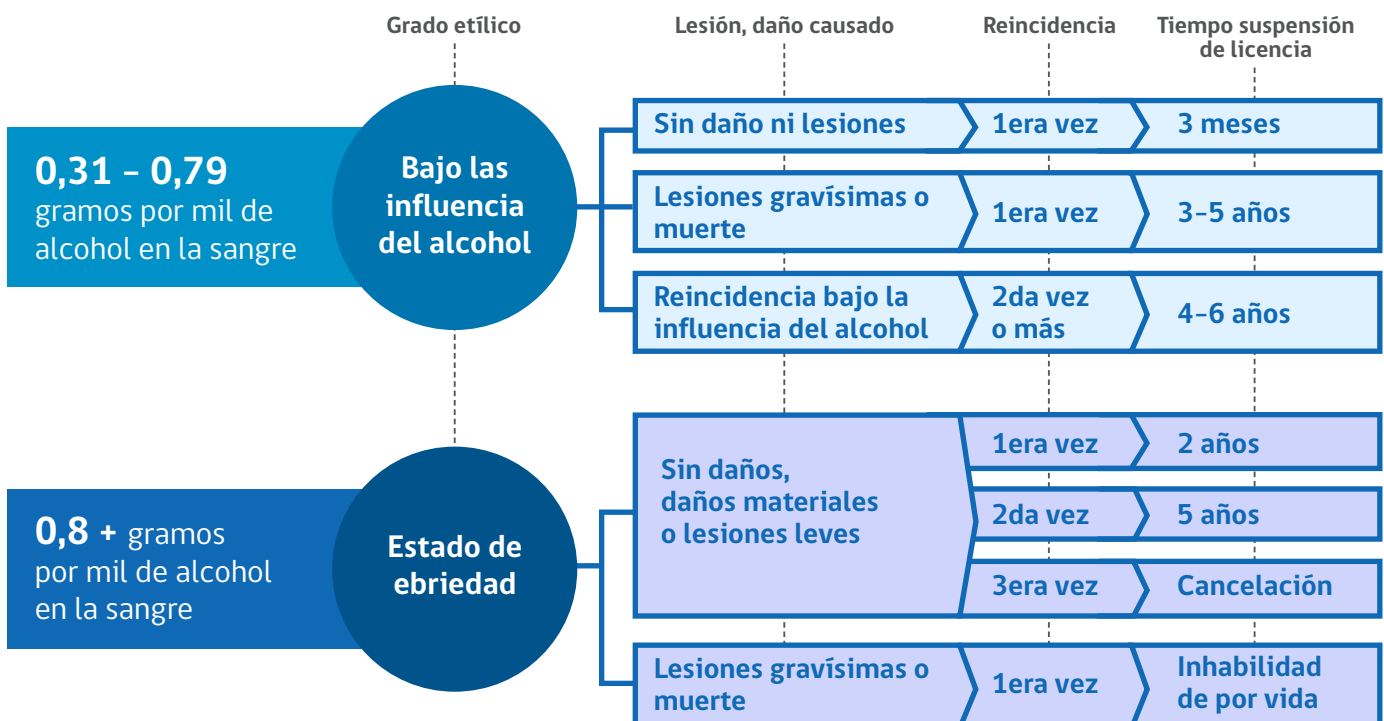 Grado etílico
Lesión, daño causado
Reincidencia
Tiempo suspensión
de licencia
0,31 – 0,79
gramos por mil de
alcohol en la sangre
Bajo las
influencia
del alcohol
Sin daño ni lesiones
1era vez
3 meses
Lesiones gravísimas o
muerte
1era vez
3-5 años
Reincidencia bajo la
influencia del alcohol
2da vez
o más
4-6 años
0,8 + gramos
por mil de alcohol
en la sangre
Estado de
ebriedad
Sin daños,
daños materiales
o lesiones leves
1era vez
2 años
2da vez
5 años
3era vez
Cancelación
Lesiones gravísimas o
muerte
1era vez
Inhabilidad
de por vida